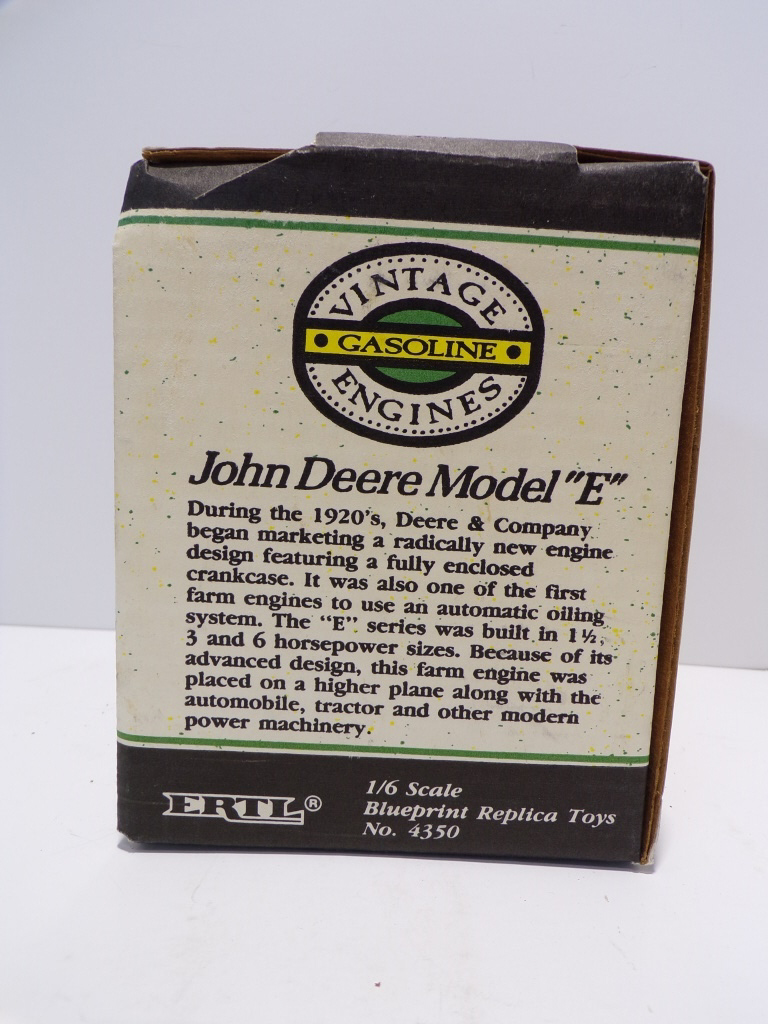 VINTAGE
• GASOLINE •
ENGINES
John Deere Model "E"
During the 1920's, Deere & Company
began marketing a radically new engine
design featuring a fully enclosed
crankcase. It was also one of the first
farm engines to use an automatic oiling
system. The "E" series was built in 1½,
3 and 6 horsepower sizes. Because of its
advanced design, this farm engine was
placed on a higher plane along with the
automobile, tractor and other modern
power machinery.
ERTL®
1/6 Scale
Blueprint Replica Toys
No. 4350